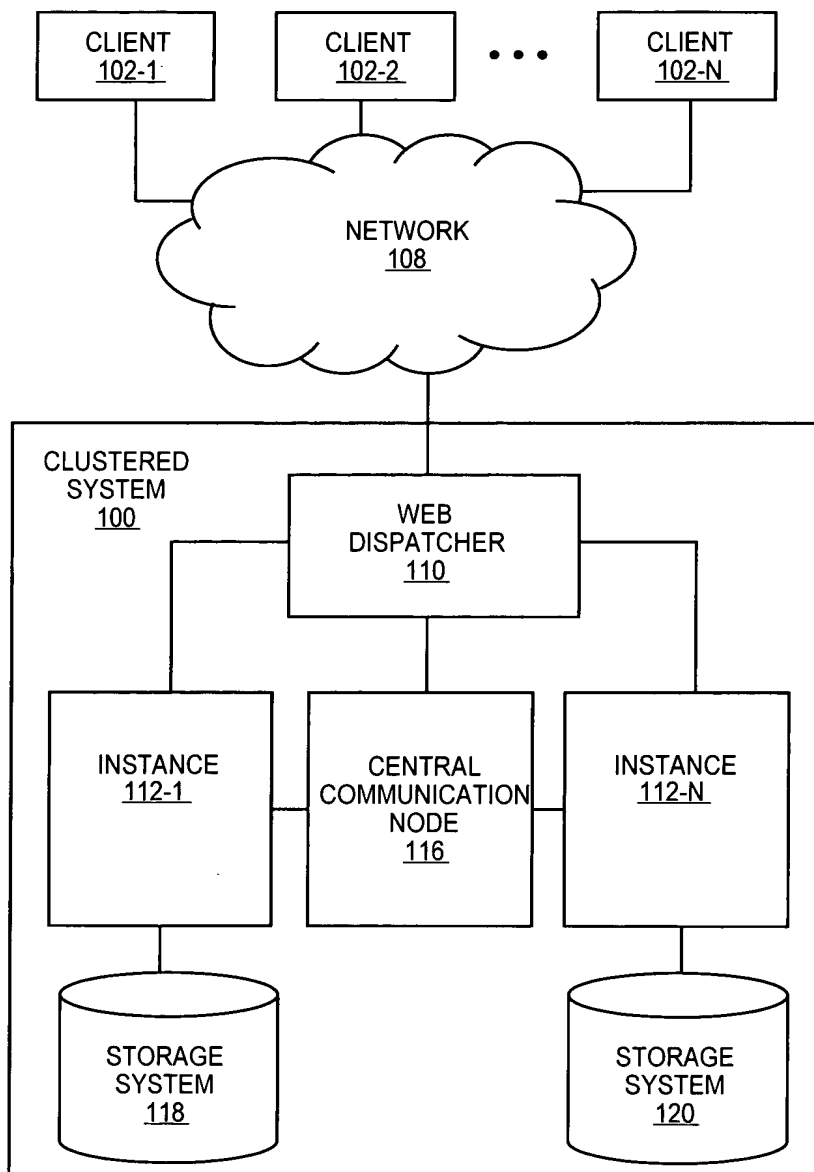 CLIENT
102-1
CLIENT
102-2
CLIENT
102-N
NETWORK
108
CLUSTERED
SYSTEM
100
WEB
DISPATCHER
110
INSTANCE
112-1
CENTRAL
COMMUNICATION
NODE
116
INSTANCE
112-N
STORAGE
SYSTEM
118
STORAGE
SYSTEM
120